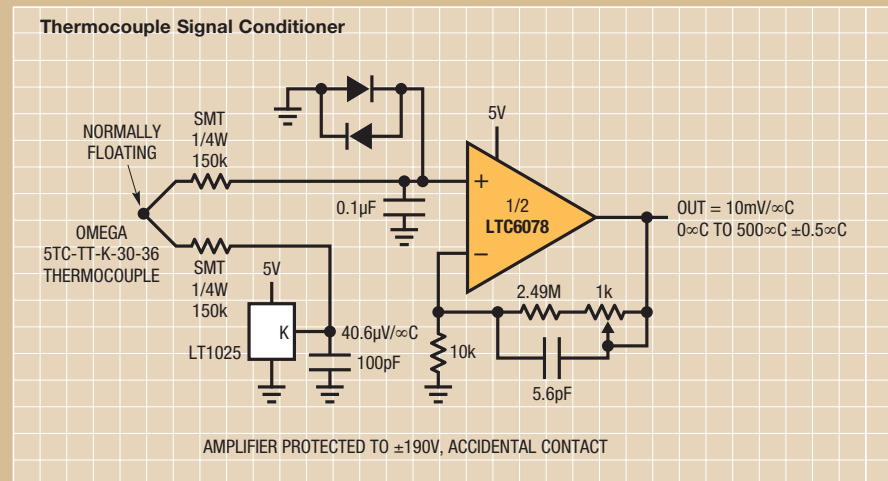 Thermocouple Signal Conditioner
5V
NORMALLY
FLOATING
SMT
1/4W
150k
+
0.1µF
1/2
LTC6078
OUT = 10mV/∞C
0∞C TO 500∞C ±0.5∞C
OMEGA
5TC-TT-K-30-36
THERMOCOUPLE
SMT
1/4W
150k
5V
–
2.49M
1k
K
40.6µV/∞C
LT1025
100pF
10k
5.6pF
AMPLIFIER PROTECTED TO ±190V, ACCIDENTAL CONTACT